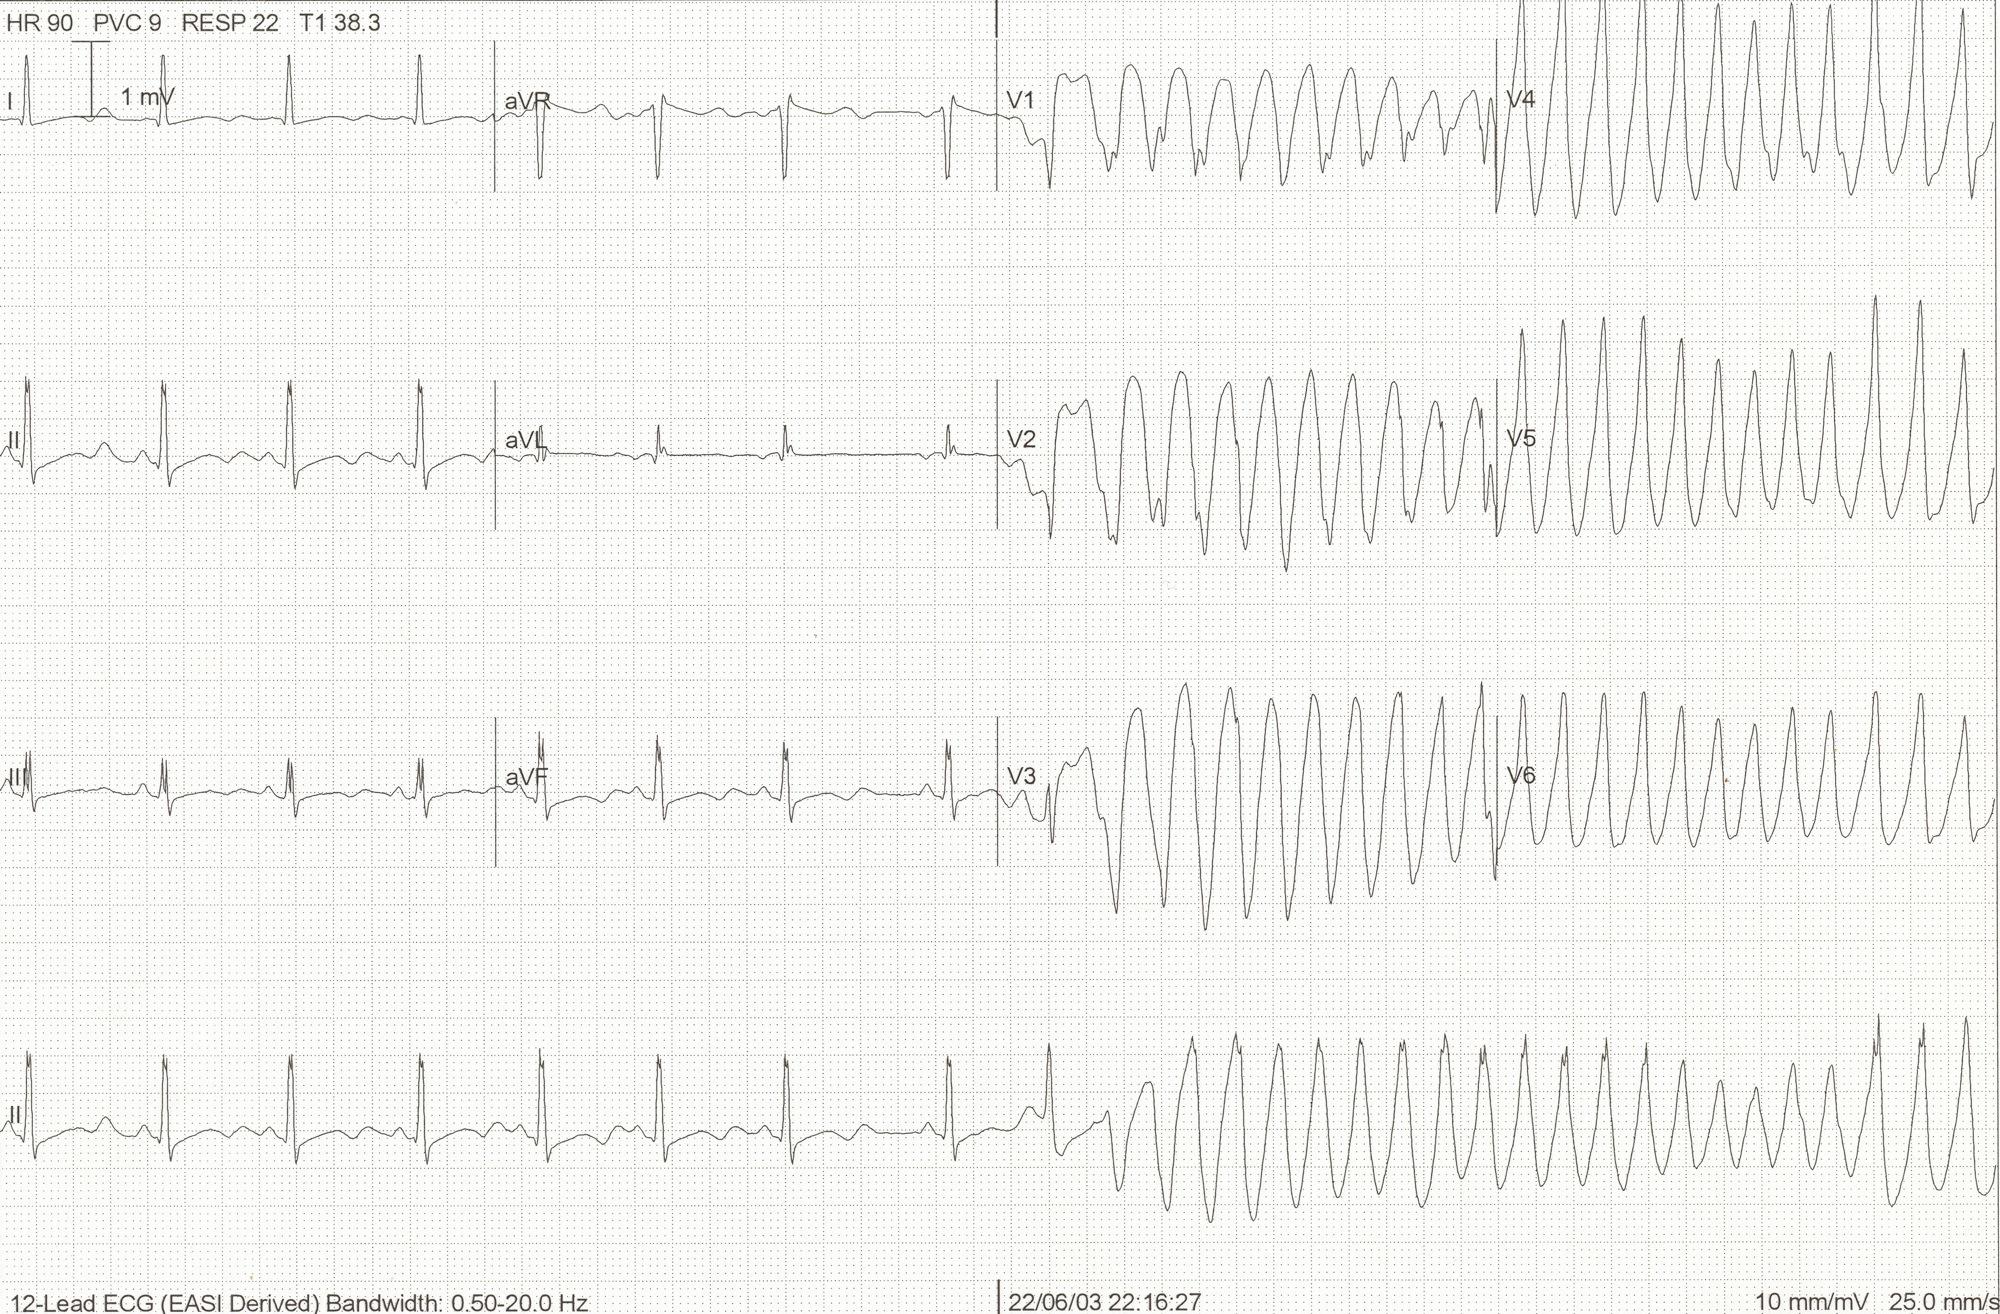 HR 90 PVC 9 RESP 22 T1 38.3
I 1 mV aVR V1 V4
II aVL V2 V5
III aVF V3 V6
II
12-Lead ECG (EASI Derived) Bandwidth: 0.50-20.0 Hz 22/06/03 22:16:27 10 mm/mV 25.0 mm/s